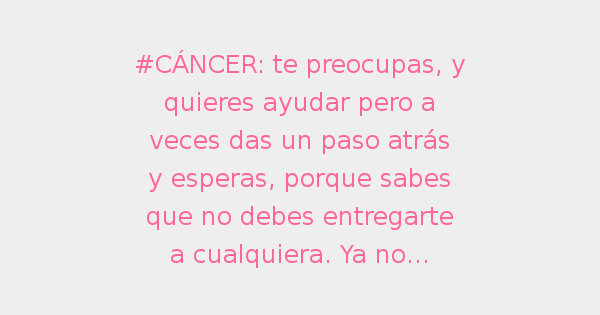 #CÁNCER: te preocupas, y
quieres ayudar pero a
veces das un paso atrás
y esperas, porque sabes
que no debes entregarte
a cualquiera. Ya no...